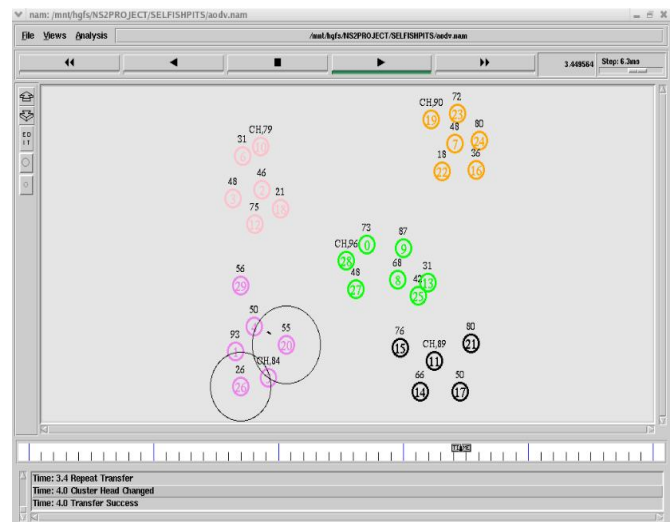 nam: /mnt/hgfs/NS2PROJECT/SELFISHPITS/aodv.nam
File Views Analysis /mnt/hgfs/NS2PROJECT/SELFISHPITS/aodv.nam
3.449564 Step: 6.3ms
ED
IT
CH,90 72
19 23
48 80
7 24
18 36
22 16
CH,79
31
6 10
46
48 2 21
3 18
75
12
73 87
0 9
CH,96
28
68 31
48 8 42 13
27 25
56
29
50
4 55
93 20
1
CH,84
26
26
76 CH,89 80
15 11 21
66 50
14 17
TIME
Time: 3.4 Repeat Transfer
Time: 4.0 Cluster Head Changed
Time: 4.0 Transfer Success